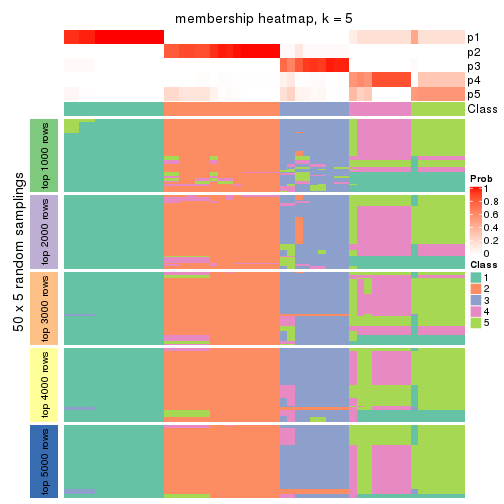 membership heatmap, k = 5
p1
p2
p3
p4
p5
Class
50 x 5 random samplings
top 1000 rows
top 2000 rows
top 3000 rows
top 4000 rows
top 5000 rows
Prob
1
0.8
0.6
0.4
0.2
0
Class
1
2
3
4
5